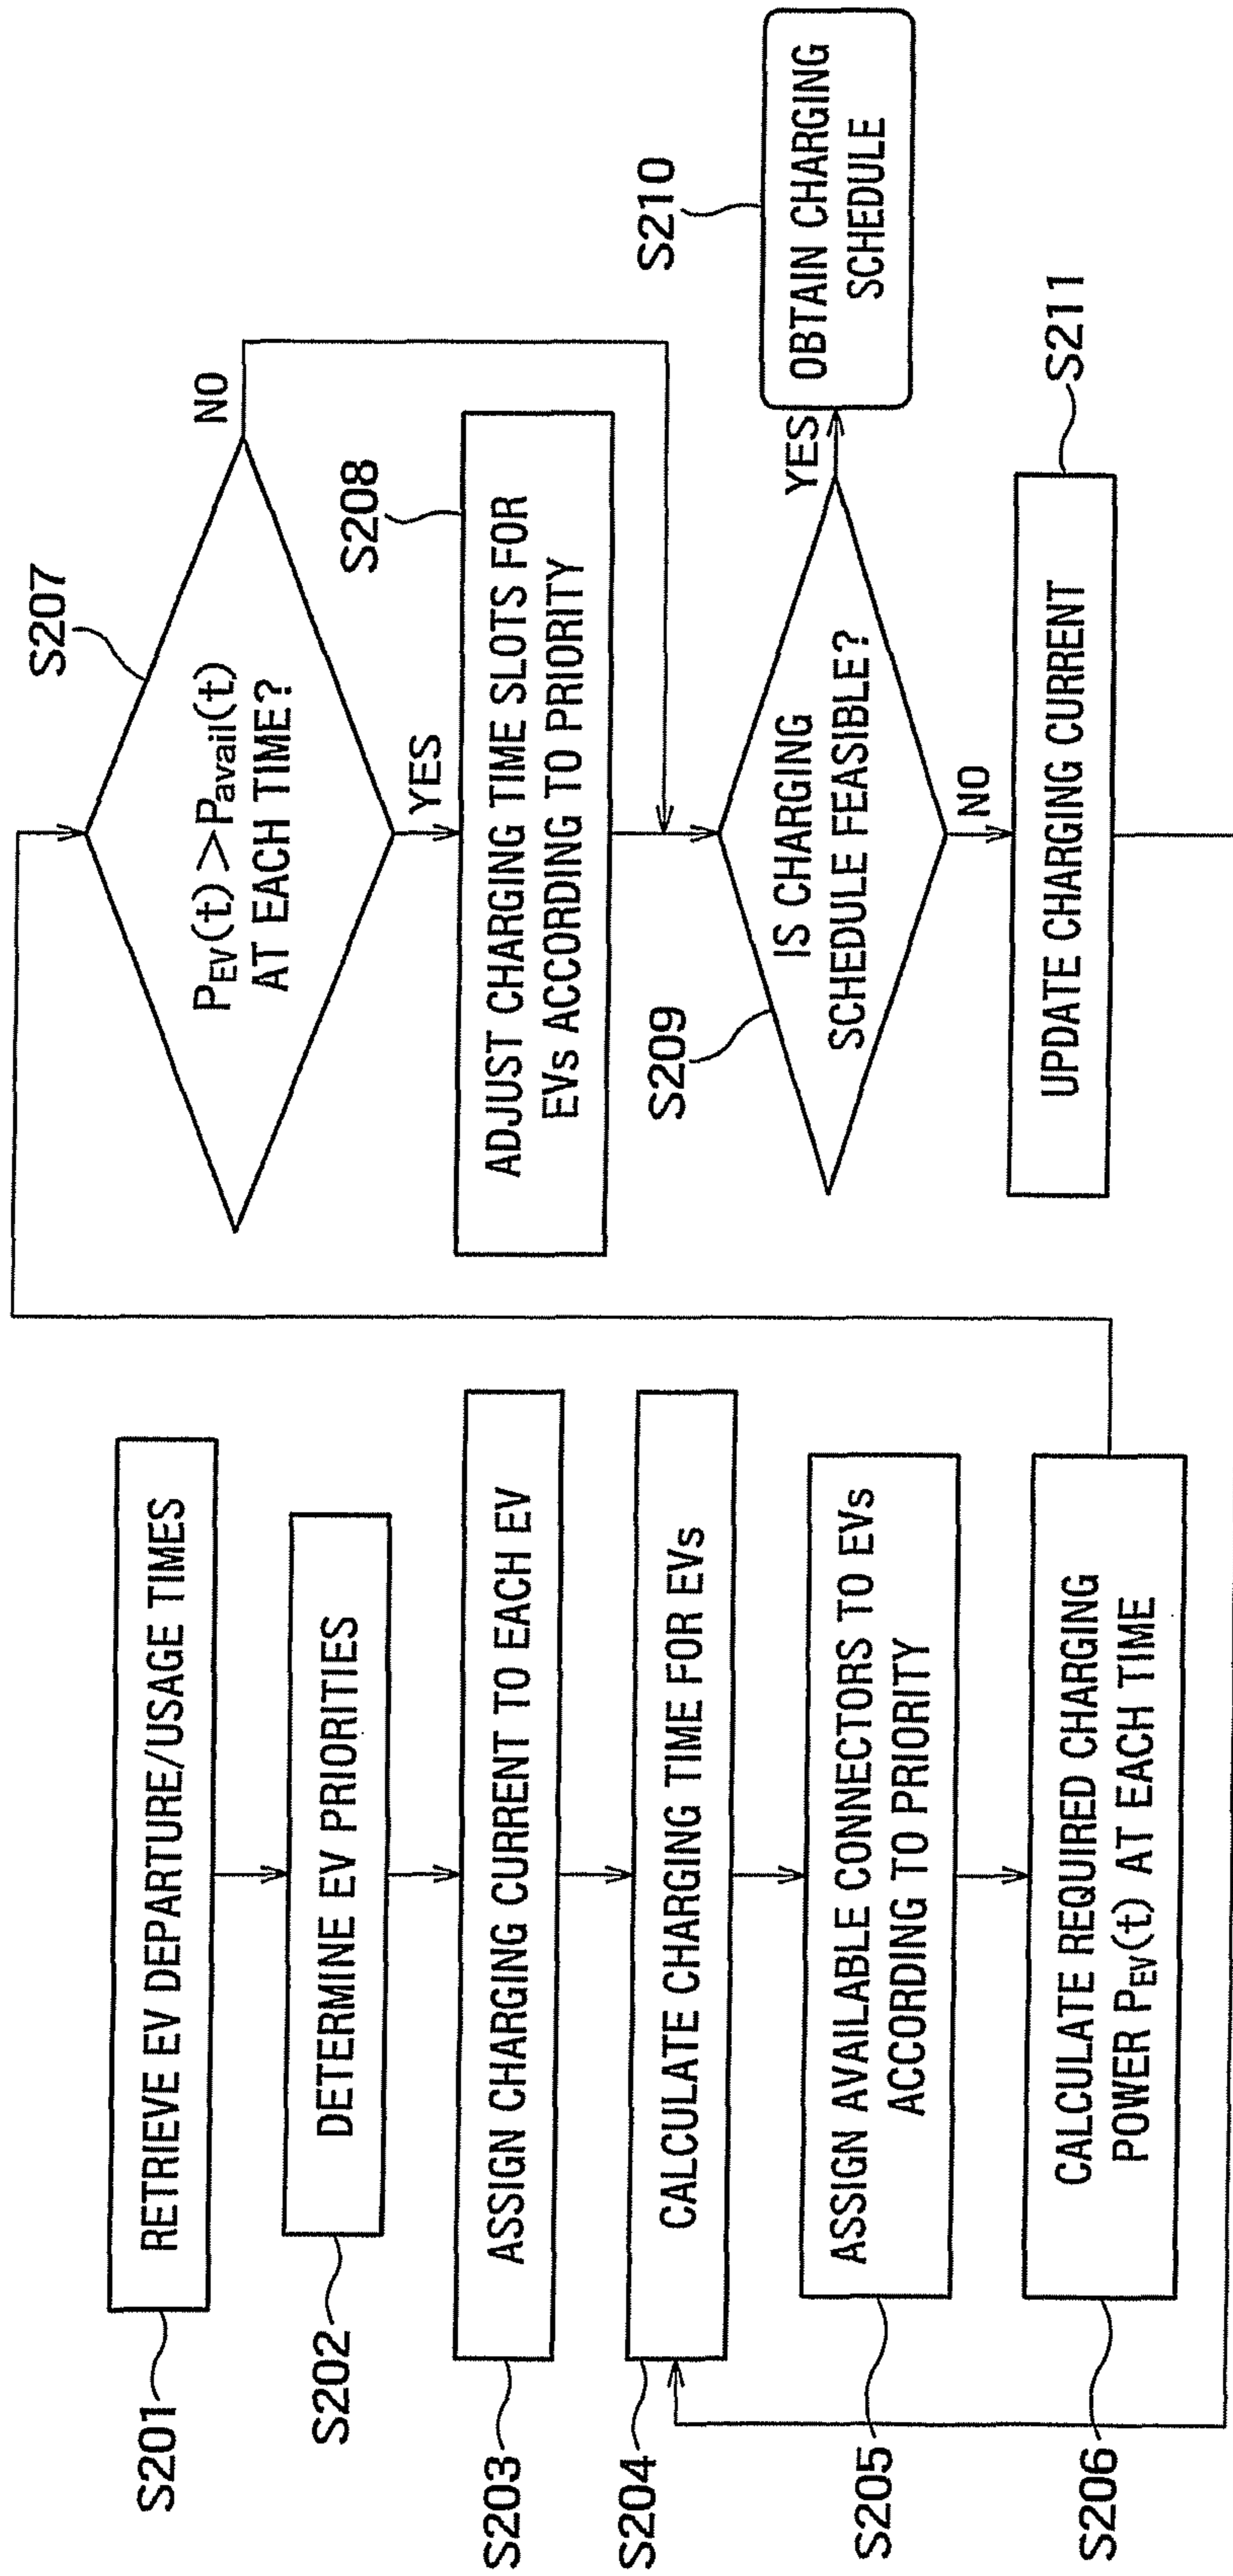 S201
RETRIEVE EV DEPARTURE/USAGE TIMES
S202
DETERMINE EV PRIORITIES
S203
ASSIGN CHARGING CURRENT TO EACH EV
S204
CALCULATE CHARGING TIME FOR EVs
S205
ASSIGN AVAILABLE CONNECTORS TO EVs
ACCORDING TO PRIORITY
S206
CALCULATE REQUIRED CHARGING
POWER PEV(t) AT EACH TIME
S207
PEV(t)>Pavail(t)
AT EACH TIME?
NO
YES
S208
ADJUST CHARGING TIME SLOTS FOR
EVs ACCORDING TO PRIORITY
S209
IS CHARGING
SCHEDULE FEASIBLE?
YES
S210
OBTAIN CHARGING
SCHEDULE
NO
S211
UPDATE CHARGING CURRENT